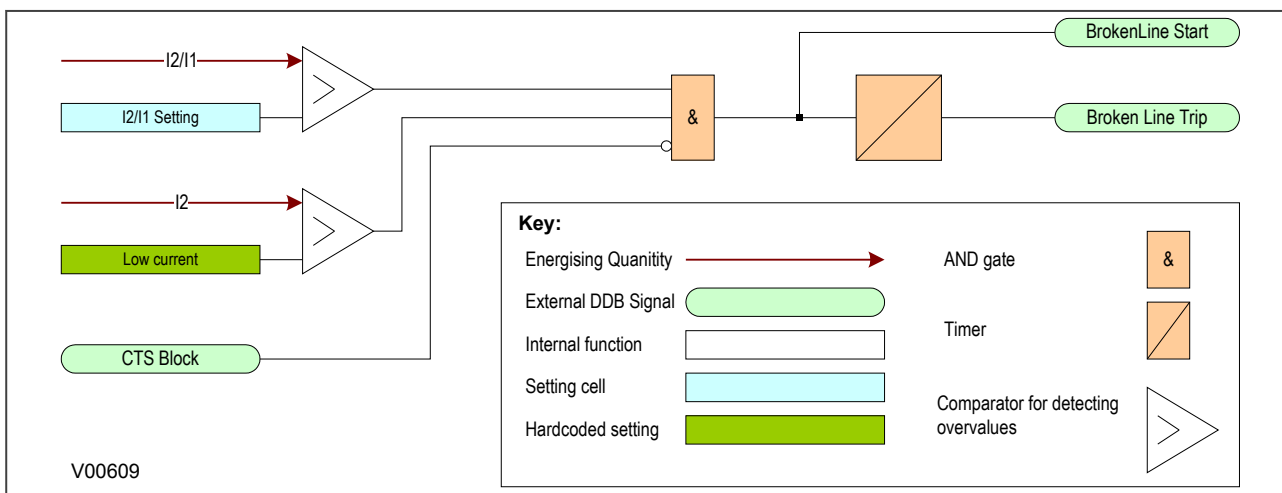 I2/I1
I2/I1 Setting
I2
Low current
CTS Block
&
BrokenLine Start
Broken Line Trip
Key:
Energising Quanitity
External DDB Signal
Internal function
Setting cell
Hardcoded setting
AND gate
&
Timer
Comparator for detecting
overvalues
V00609